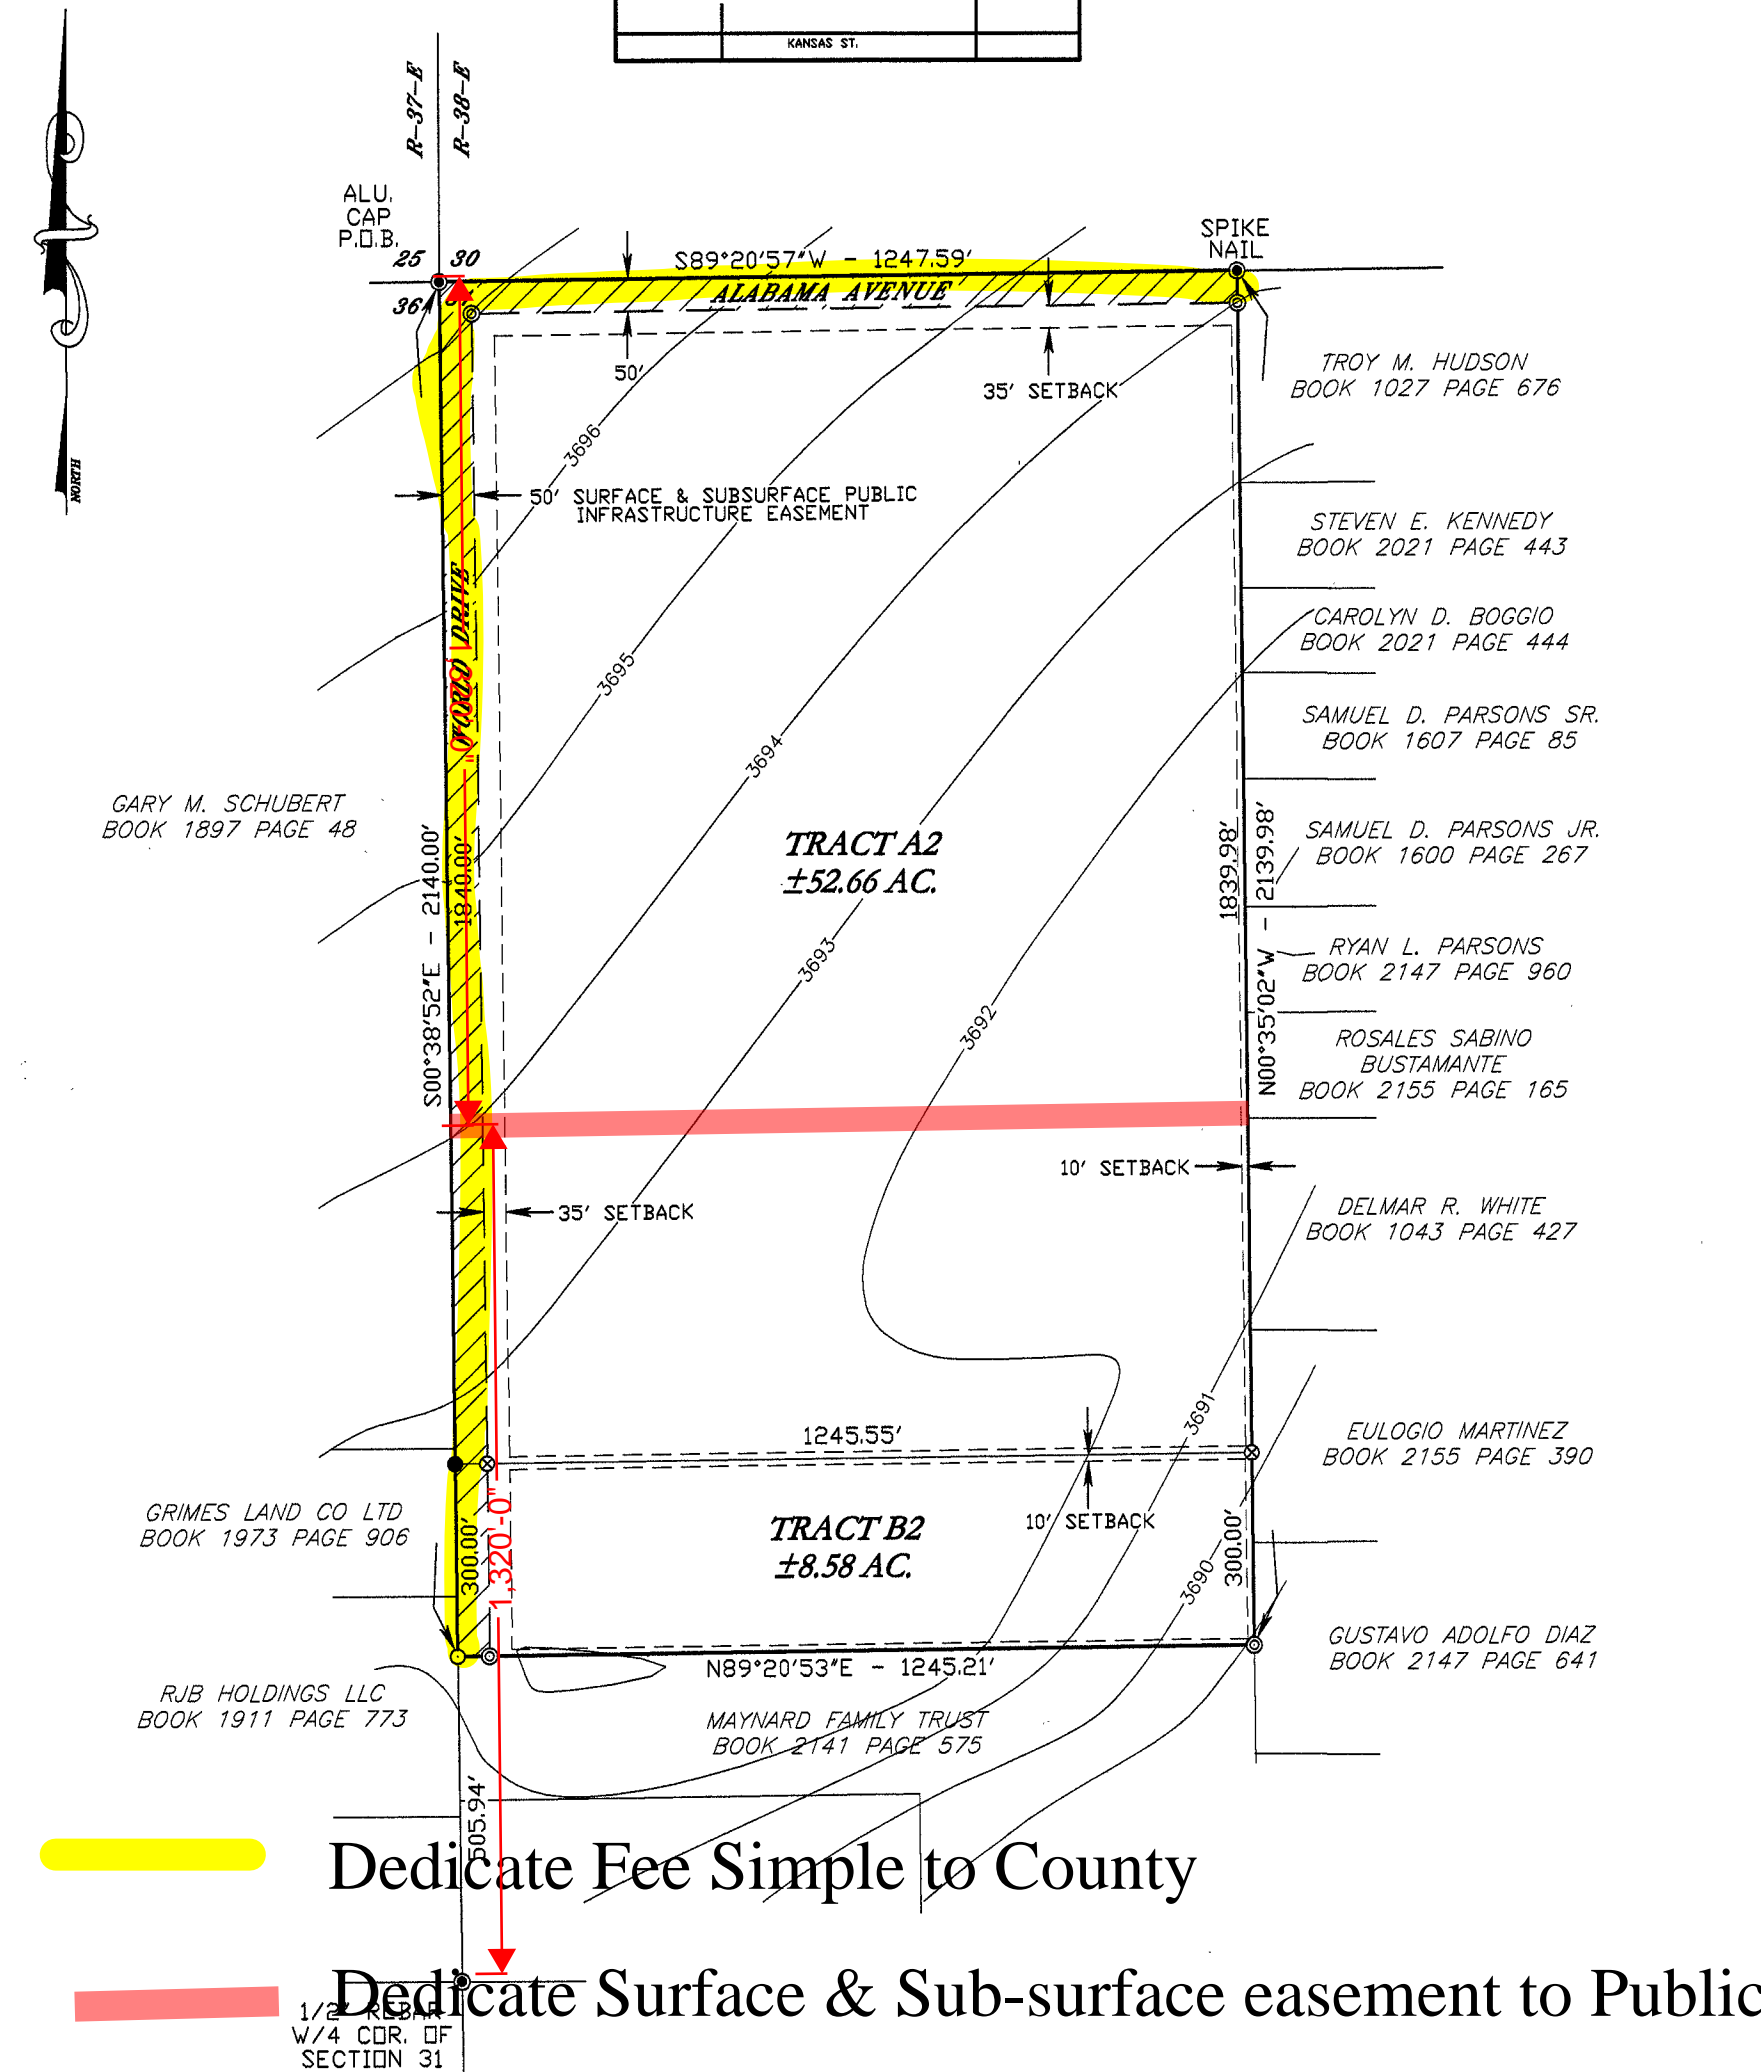 KANSAS ST.
R-37-E
R-38-E
NORTH
ALU.
CAP
P.O.B.
25 30
36
SPIKE
NAIL
S89°20'57"W - 1247.59'
ALABAMA AVENUE
50'
35' SETBACK
TROY M. HUDSON
BOOK 1027 PAGE 676
3696
50' SURFACE & SUBSURFACE PUBLIC
INFRASTRUCTURE EASEMENT
STEVEN E. KENNEDY
BOOK 2021 PAGE 443
WORLD DRIVE
CAROLYN D. BOGGIO
BOOK 2021 PAGE 444
3695
SAMUEL D. PARSONS SR.
BOOK 1607 PAGE 85
3694
GARY M. SCHUBERT
BOOK 1897 PAGE 48
S00°38'52"E - 2140.00'
1840.00'
TRACT A2
±52.66 AC.
1839.98'
N00°35'02"W - 2139.98'
SAMUEL D. PARSONS JR.
BOOK 1600 PAGE 267
3693
RYAN L. PARSONS
BOOK 2147 PAGE 960
3692
ROSALES SABINO
BUSTAMANTE
BOOK 2155 PAGE 165
10' SETBACK
35' SETBACK
DELMAR R. WHITE
BOOK 1043 PAGE 427
3691
1245.55'
EULOGIO MARTINEZ
BOOK 2155 PAGE 390
GRIMES LAND CO LTD
BOOK 1973 PAGE 906
300.00'
1,320'-0"
TRACT B2
±8.58 AC.
10' SETBACK
3690
300.00'
N89°20'53"E - 1245.21'
GUSTAVO ADOLFO DIAZ
BOOK 2147 PAGE 641
RJB HOLDINGS LLC
BOOK 1911 PAGE 773
MAYNARD FAMILY TRUST
BOOK 2141 PAGE 575
505.94'
Dedicate Fee Simple to County
Dedicate Surface & Sub-surface easement to Public
1/2" REBAR
W/4 COR. OF
SECTION 31